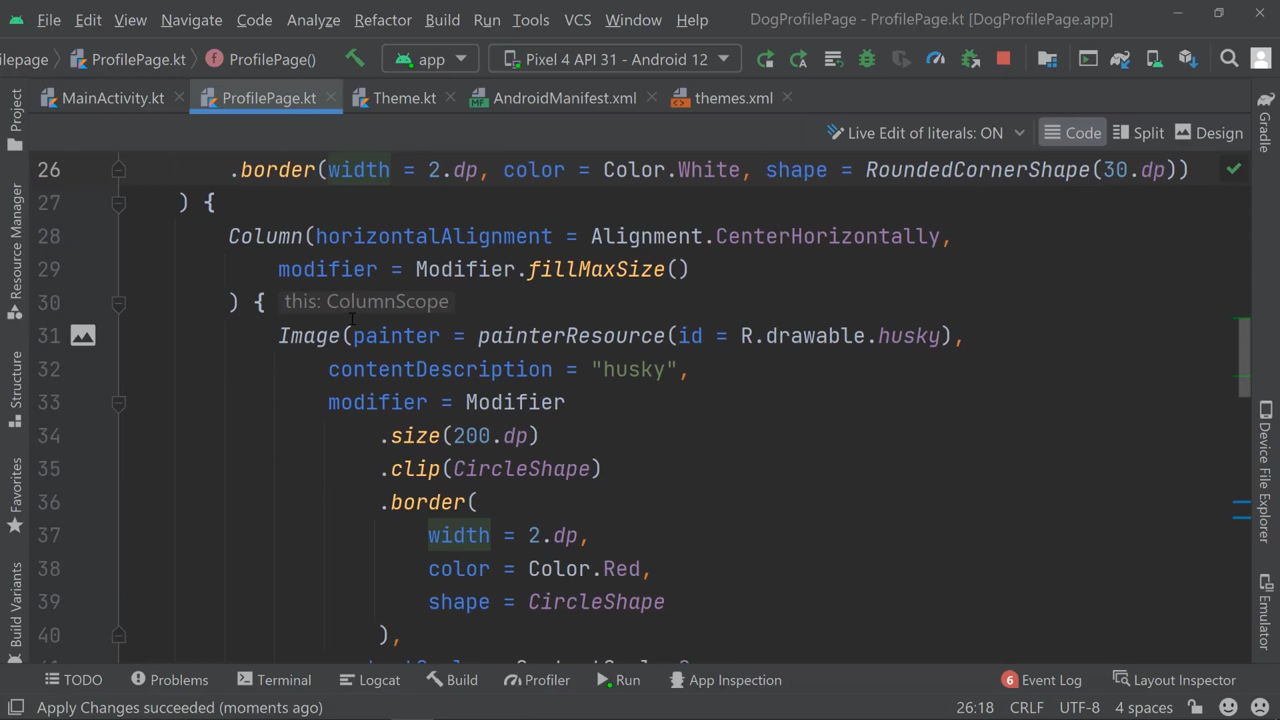 File Edit View Navigate Code Analyze Refactor Build Run Tools VCS Window Help DogProfilePage - ProfilePage.kt [DogProfilePage.app]
ilepage ProfilePage.kt ProfilePage() app Pixel 4 API 31 - Android 12
MainActivity.kt ProfilePage.kt Theme.kt AndroidManifest.xml themes.xml
Live Edit of literals: ON Code Split Design
26 .border(width = 2.dp, color = Color.White, shape = RoundedCornerShape(30.dp))
27 ) {
28 Column(horizontalAlignment = Alignment.CenterHorizontally,
29 modifier = Modifier.fillMaxSize()
30 ) { this: ColumnScope
31 Image(painter = painterResource(id = R.drawable.husky),
32 contentDescription = "husky",
33 modifier = Modifier
34 .size(200.dp)
35 .clip(CircleShape)
36 .border(
37 width = 2.dp,
38 color = Color.Red,
39 shape = CircleShape
40 ),
Project
Resource Manager
Structure
Favorites
Build Variants
Gradle
Device File Explorer
Emulator
TODO Problems Terminal Logcat Build Profiler Run App Inspection 6 Event Log Layout Inspector
Apply Changes succeeded (moments ago) 26:18 CRLF UTF-8 4 spaces